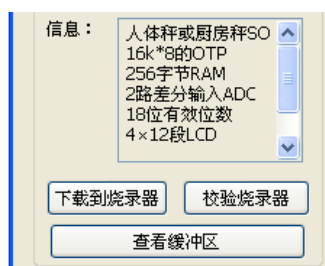 信息：
人体秤或厨房秤SO
16k*8的OTP
256字节RAM
2路差分输入ADC
18位有效位数
4×12段LCD
下载到烧录器 校验烧录器
查看缓冲区